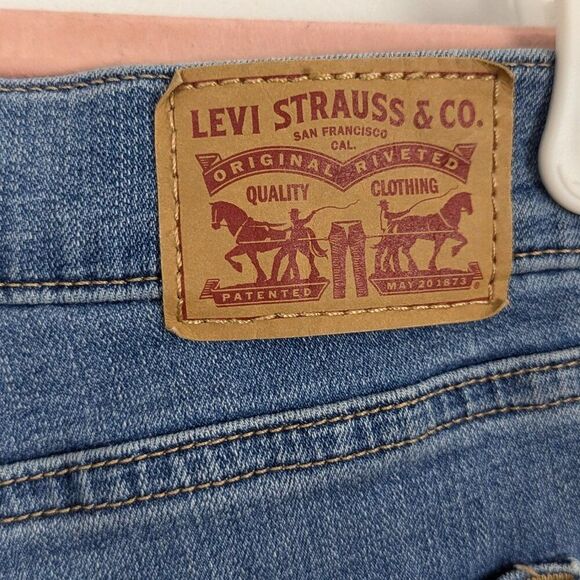 LEVI STRAUSS & CO.
SAN FRANCISCO
CAL.
ORIGINAL RIVETED
QUALITY CLOTHING
PATENTED MAY 20 1873